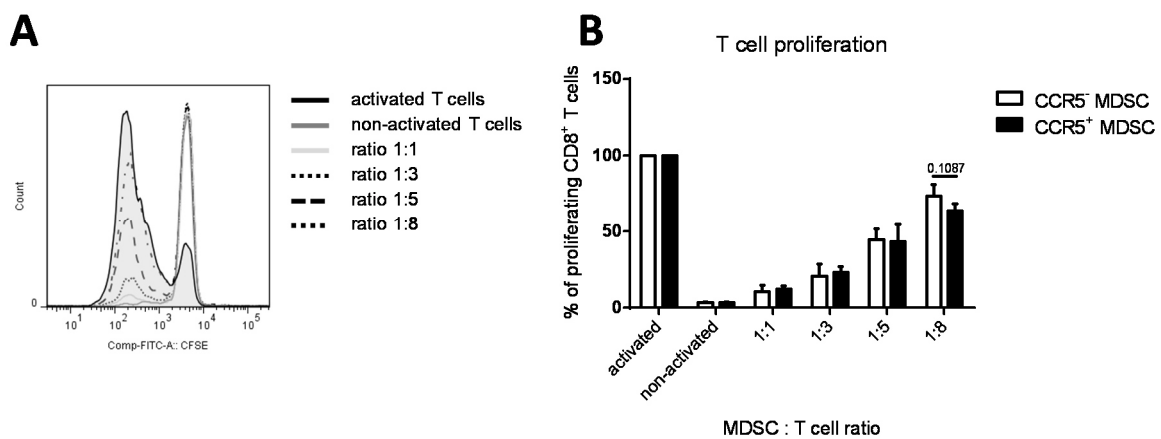 A
Count
0
10^1
10^2
10^3
10^4
10^5
Comp-FITC-A:: CFSE
activated T cells
non-activated T cells
ratio 1:1
ratio 1:3
ratio 1:5
ratio 1:8
B
T cell proliferation
% of proliferating CD8+ T cells
150
100
50
0
0.1087
activated
non-activated
1:1
1:3
1:5
1:8
MDSC : T cell ratio
CCR5- MDSC
CCR5+ MDSC